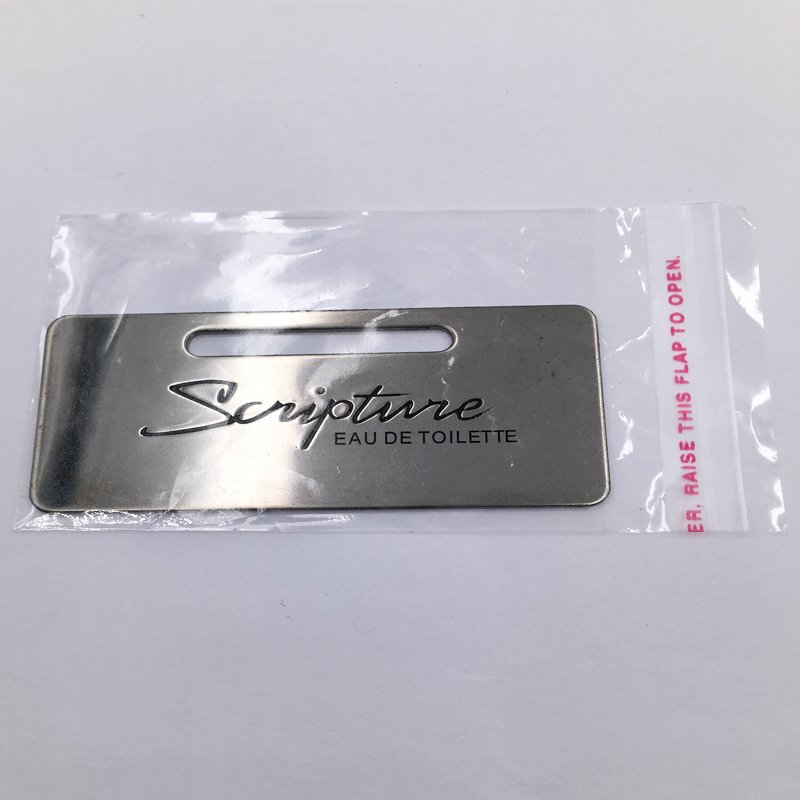 Scripture
EAU DE TOILETTE
ER, RAISE THIS FLAP TO OPEN.